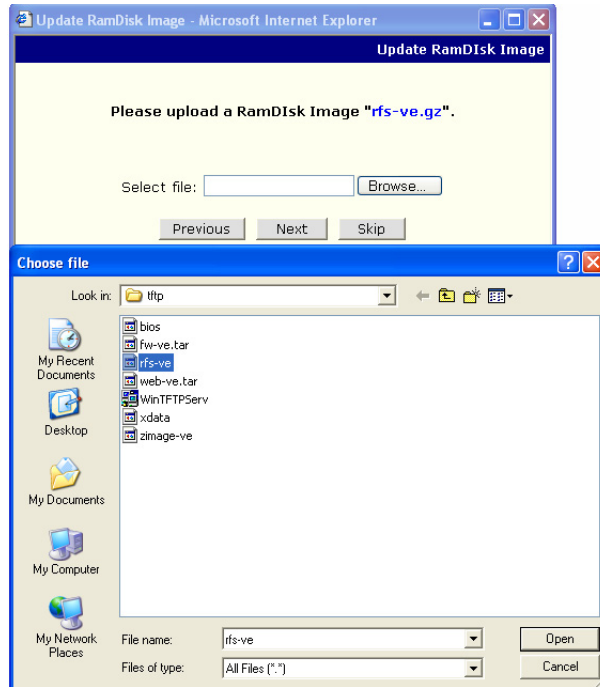 Update RamDisk Image - Microsoft Internet Explorer
Update RamDIsk Image
Please upload a RamDIsk Image "rfs-ve.gz".
Select file:
Browse...
Previous Next Skip
Choose file
Look in: tftp
My Recent Documents
Desktop
My Documents
My Computer
My Network Places
bios
fw-ve.tar
rfs-ve
web-ve.tar
WinTFTPServ
xdata
zimage-ve
File name: rfs-ve Open
Files of type: All Files (*.*) Cancel